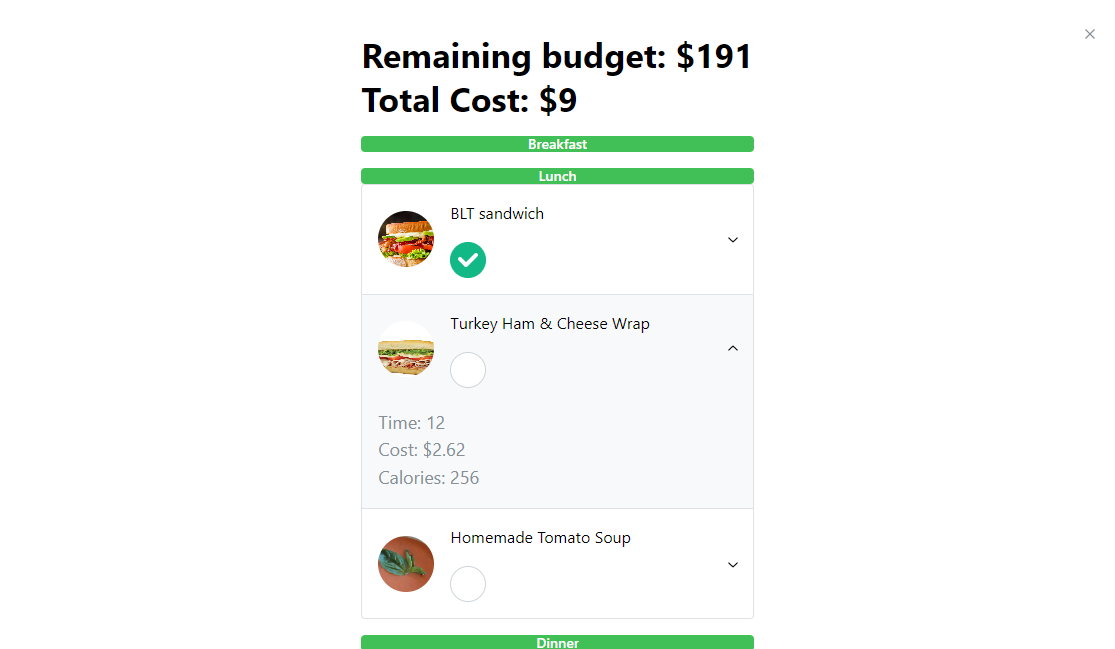 Remaining budget: $191
Total Cost: $9
Breakfast
Lunch
BLT sandwich
Turkey Ham & Cheese Wrap
Time: 12
Cost: $2.62
Calories: 256
Homemade Tomato Soup
Dinner